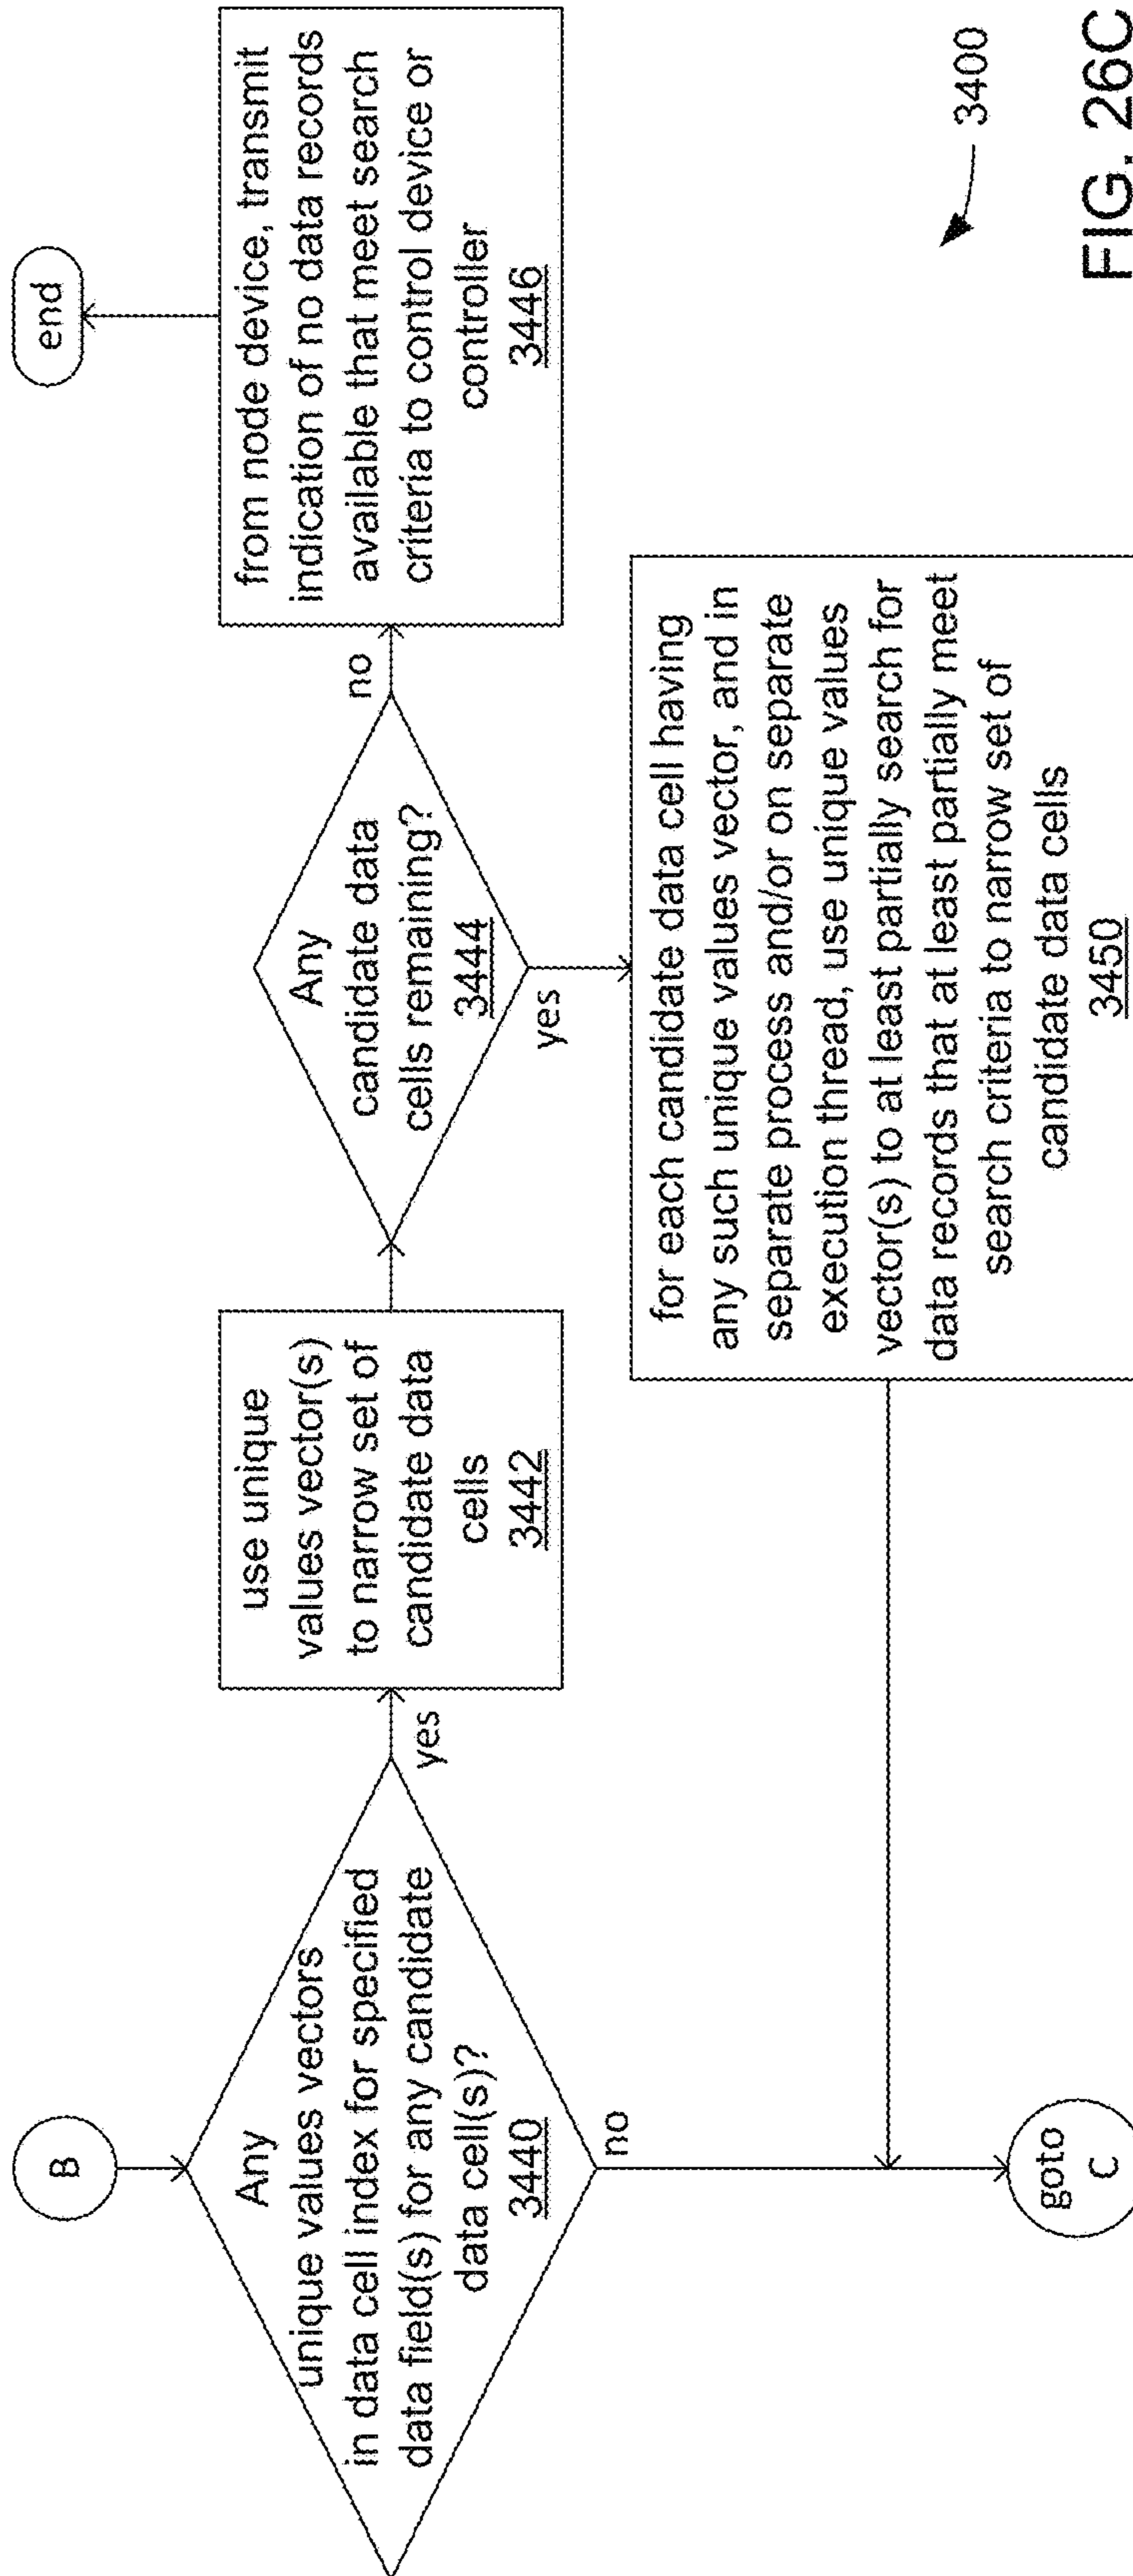 B
Any
unique values vectors
in data cell index for specified
data field(s) for any candidate
data cell(s)?
3440
yes
no
use unique
values vector(s)
to narrow set of
candidate data
cells
3442
Any
candidate data
cells remaining?
3444
no
yes
from node device, transmit
indication of no data records
available that meet search
criteria to control device or
controller
3446
end
for each candidate data cell having
any such unique values vector, and in
separate process and/or on separate
execution thread, use unique values
vector(s) to at least partially search for
data records that at least partially meet
search criteria to narrow set of
candidate data cells
3450
goto
C
3400
FIG. 26C